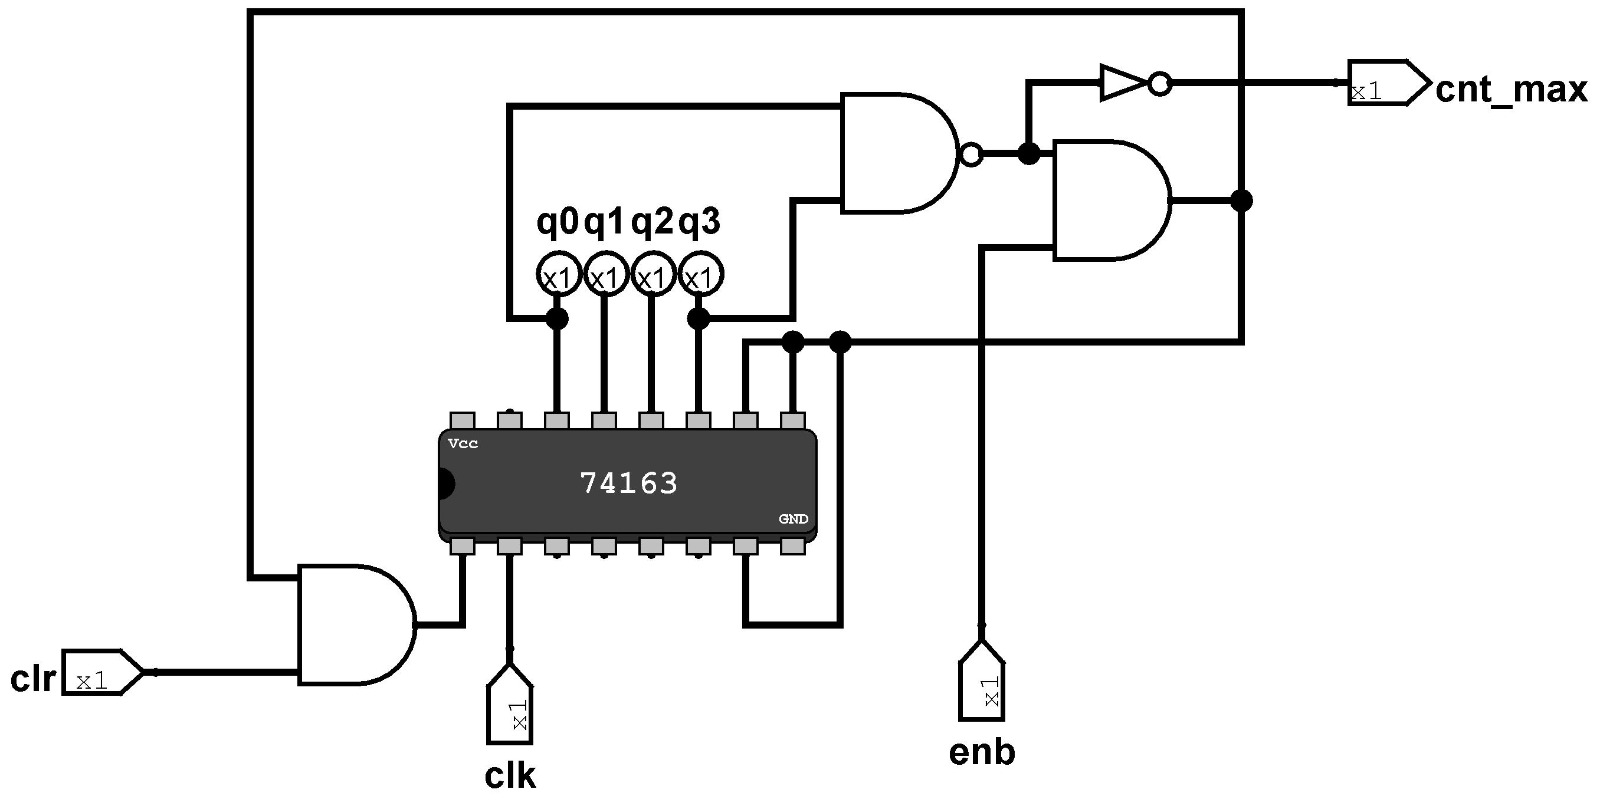 x1 cnt_max
q0 q1 q2 q3
x1 x1 x1 x1
Vcc
74163
GND
clr x1
x1
x1
enb
clk